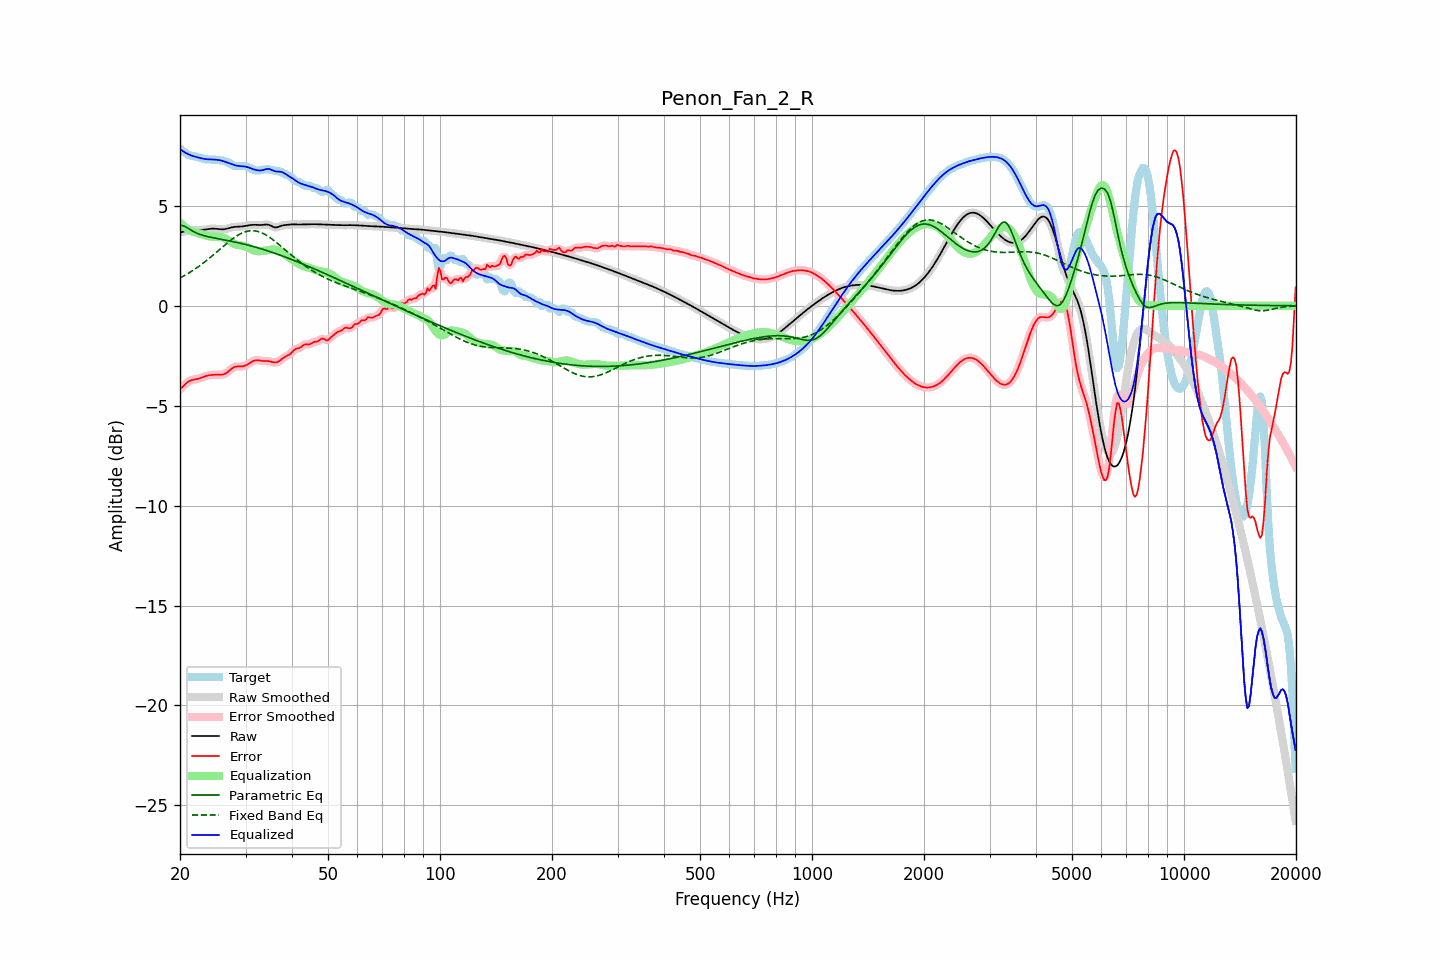 Penon_Fan_2_R
Amplitude (dBr)
5
0
−5
−10
−15
−20
−25
Target
Raw Smoothed
Error Smoothed
Raw
Error
Equalization
Parametric Eq
Fixed Band Eq
Equalized
20 50 100 200 500 1000 2000 5000 10000 20000
Frequency (Hz)